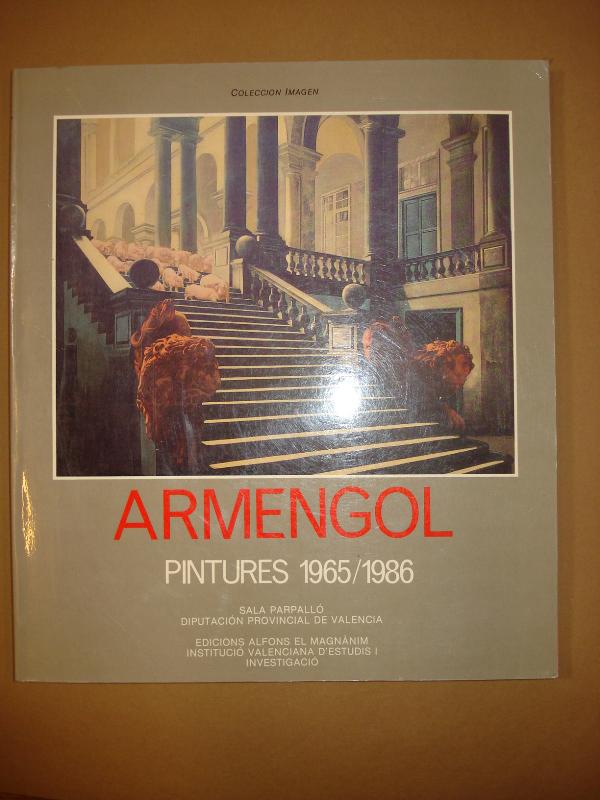 COLECCION IMAGEN
ARMENGOL
PINTURES 1965/1986
SALA PARPALLÓ
DIPUTACIÓN PROVINCIAL DE VALENCIA
EDICIONS ALFONS EL MAGNÀNIM
INSTITUCIÓ VALENCIANA D'ESTUDIS I
INVESTIGACIÓ